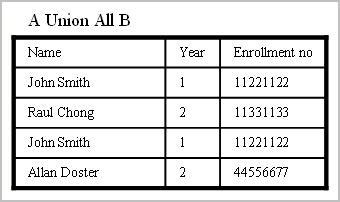 A Union All B
Name Year Enrollment no
John Smith 1 11221122
Raul Chong 2 11331133
John Smith 1 11221122
Allan Doster 2 44556677